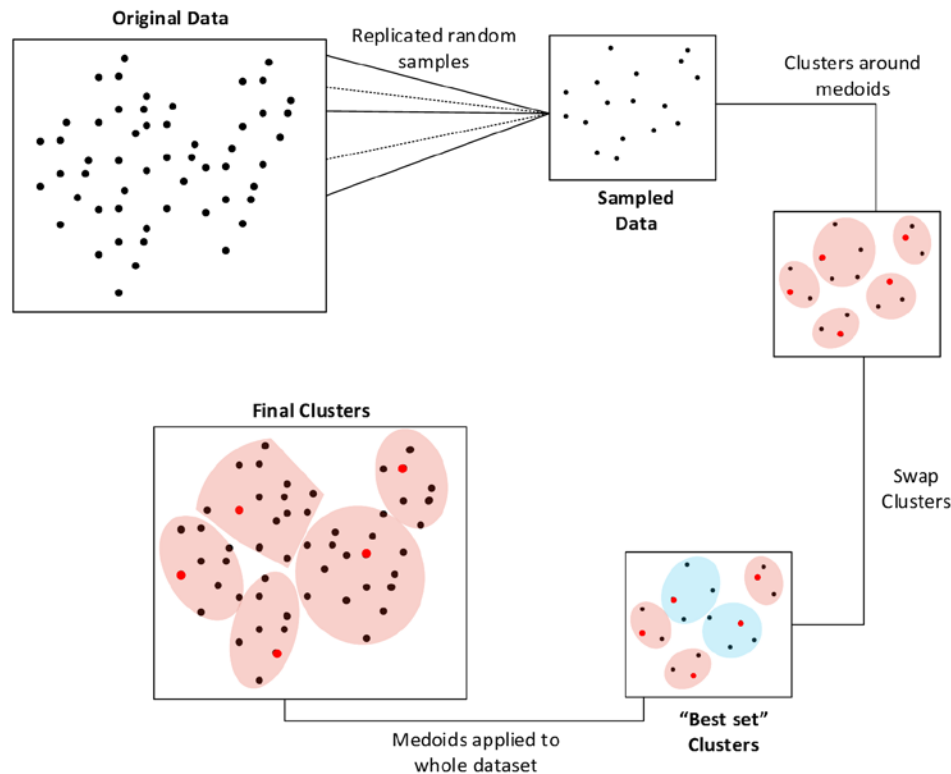 Original Data
Replicated random
samples
Clusters around
medoids
Sampled
Data
Final Clusters
Swap
Clusters
"Best set"
Clusters
Medoids applied to
whole dataset